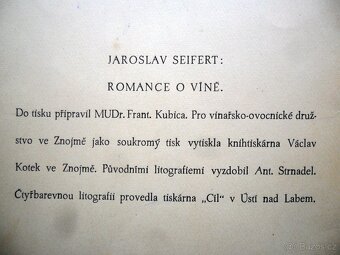 JAROSLAV SEIFERT:
ROMANCE O VÍNĚ.
Do tisku připravil MUDr. Frant. Kubica. Pro vinařsko-ovocnické druž-
stvo ve Znojmě jako soukromý tisk vytiskla knihtiskárna Václav
Kotek ve Znojmě. Původními litografiemi vyzdobil Ant. Strnadel.
Čtyřbarevnou litografii provedla tiskárna „Cíl" v Ústí nad Labem.